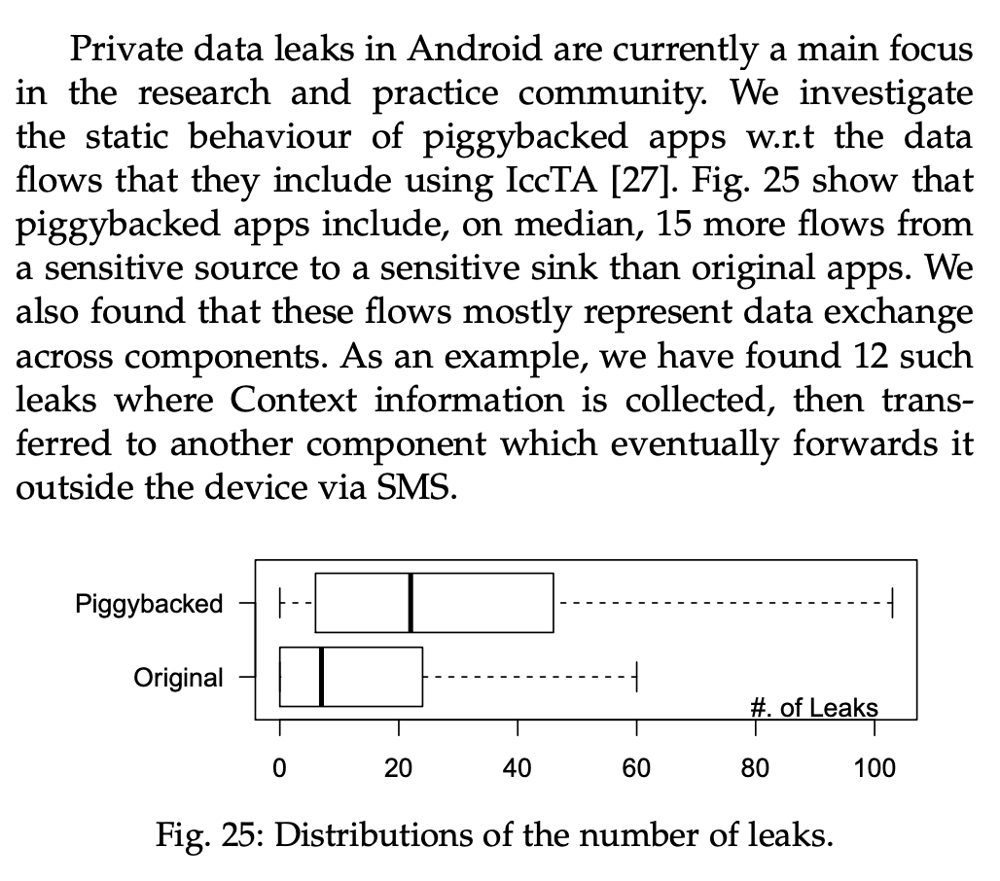 Private data leaks in Android are currently a main focus
in the research and practice community. We investigate
the static behaviour of piggybacked apps w.r.t the data
flows that they include using IccTA [27]. Fig. 25 show that
piggybacked apps include, on median, 15 more flows from
a sensitive source to a sensitive sink than original apps. We
also found that these flows mostly represent data exchange
across components. As an example, we have found 12 such
leaks where Context information is collected, then trans-
ferred to another component which eventually forwards it
outside the device via SMS.
Piggybacked
Original
#. of Leaks
0 20 40 60 80 100
Fig. 25: Distributions of the number of leaks.